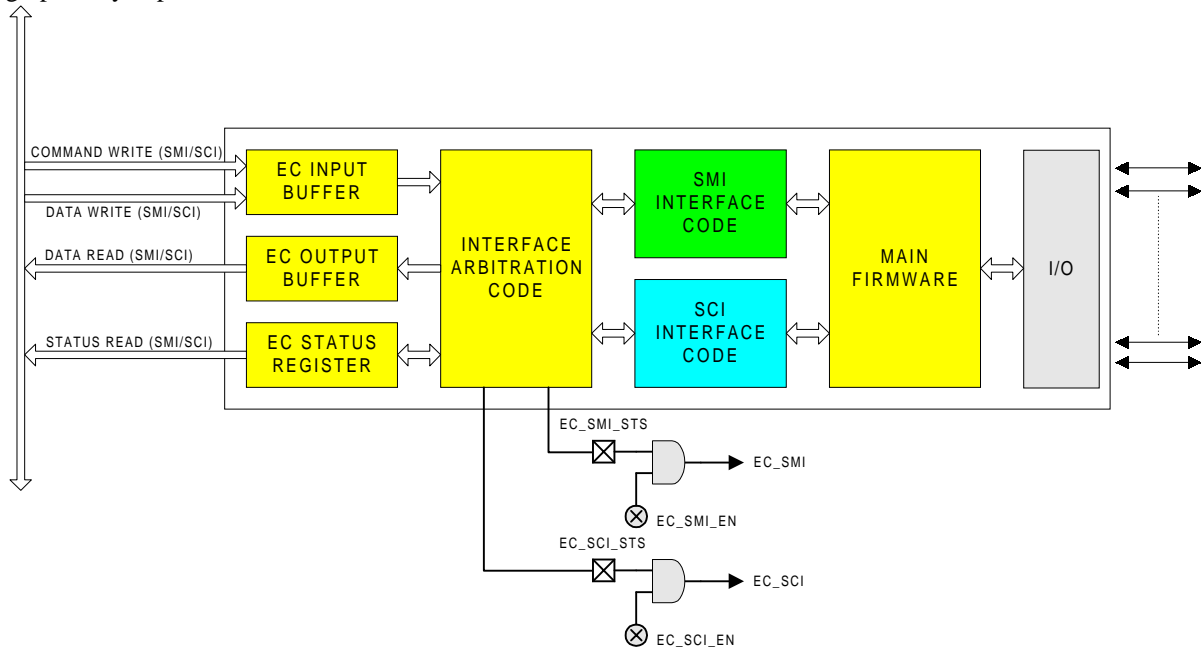 COMMAND WRITE (SMI/SCI)
DATA WRITE (SMI/SCI)
DATA READ (SMI/SCI)
STATUS READ (SMI/SCI)
EC INPUT
BUFFER
EC OUTPUT
BUFFER
EC STATUS
REGISTER
INTERFACE
ARBITRATION
CODE
SMI
INTERFACE
CODE
SCI
INTERFACE
CODE
MAIN
FIRMWARE
I/O
EC_SMI_STS
EC_SMI
EC_SMI_EN
EC_SCI_STS
EC_SCI
EC_SCI_EN